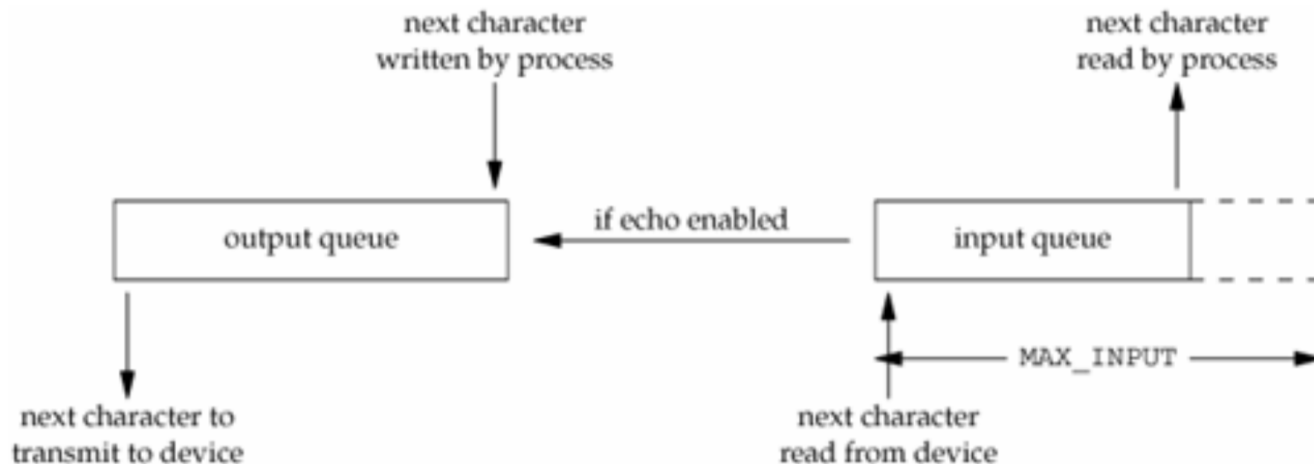 next character
written by process
next character
read by process
output queue
if echo enabled
input queue
MAX_INPUT
next character to
transmit to device
next character
read from device